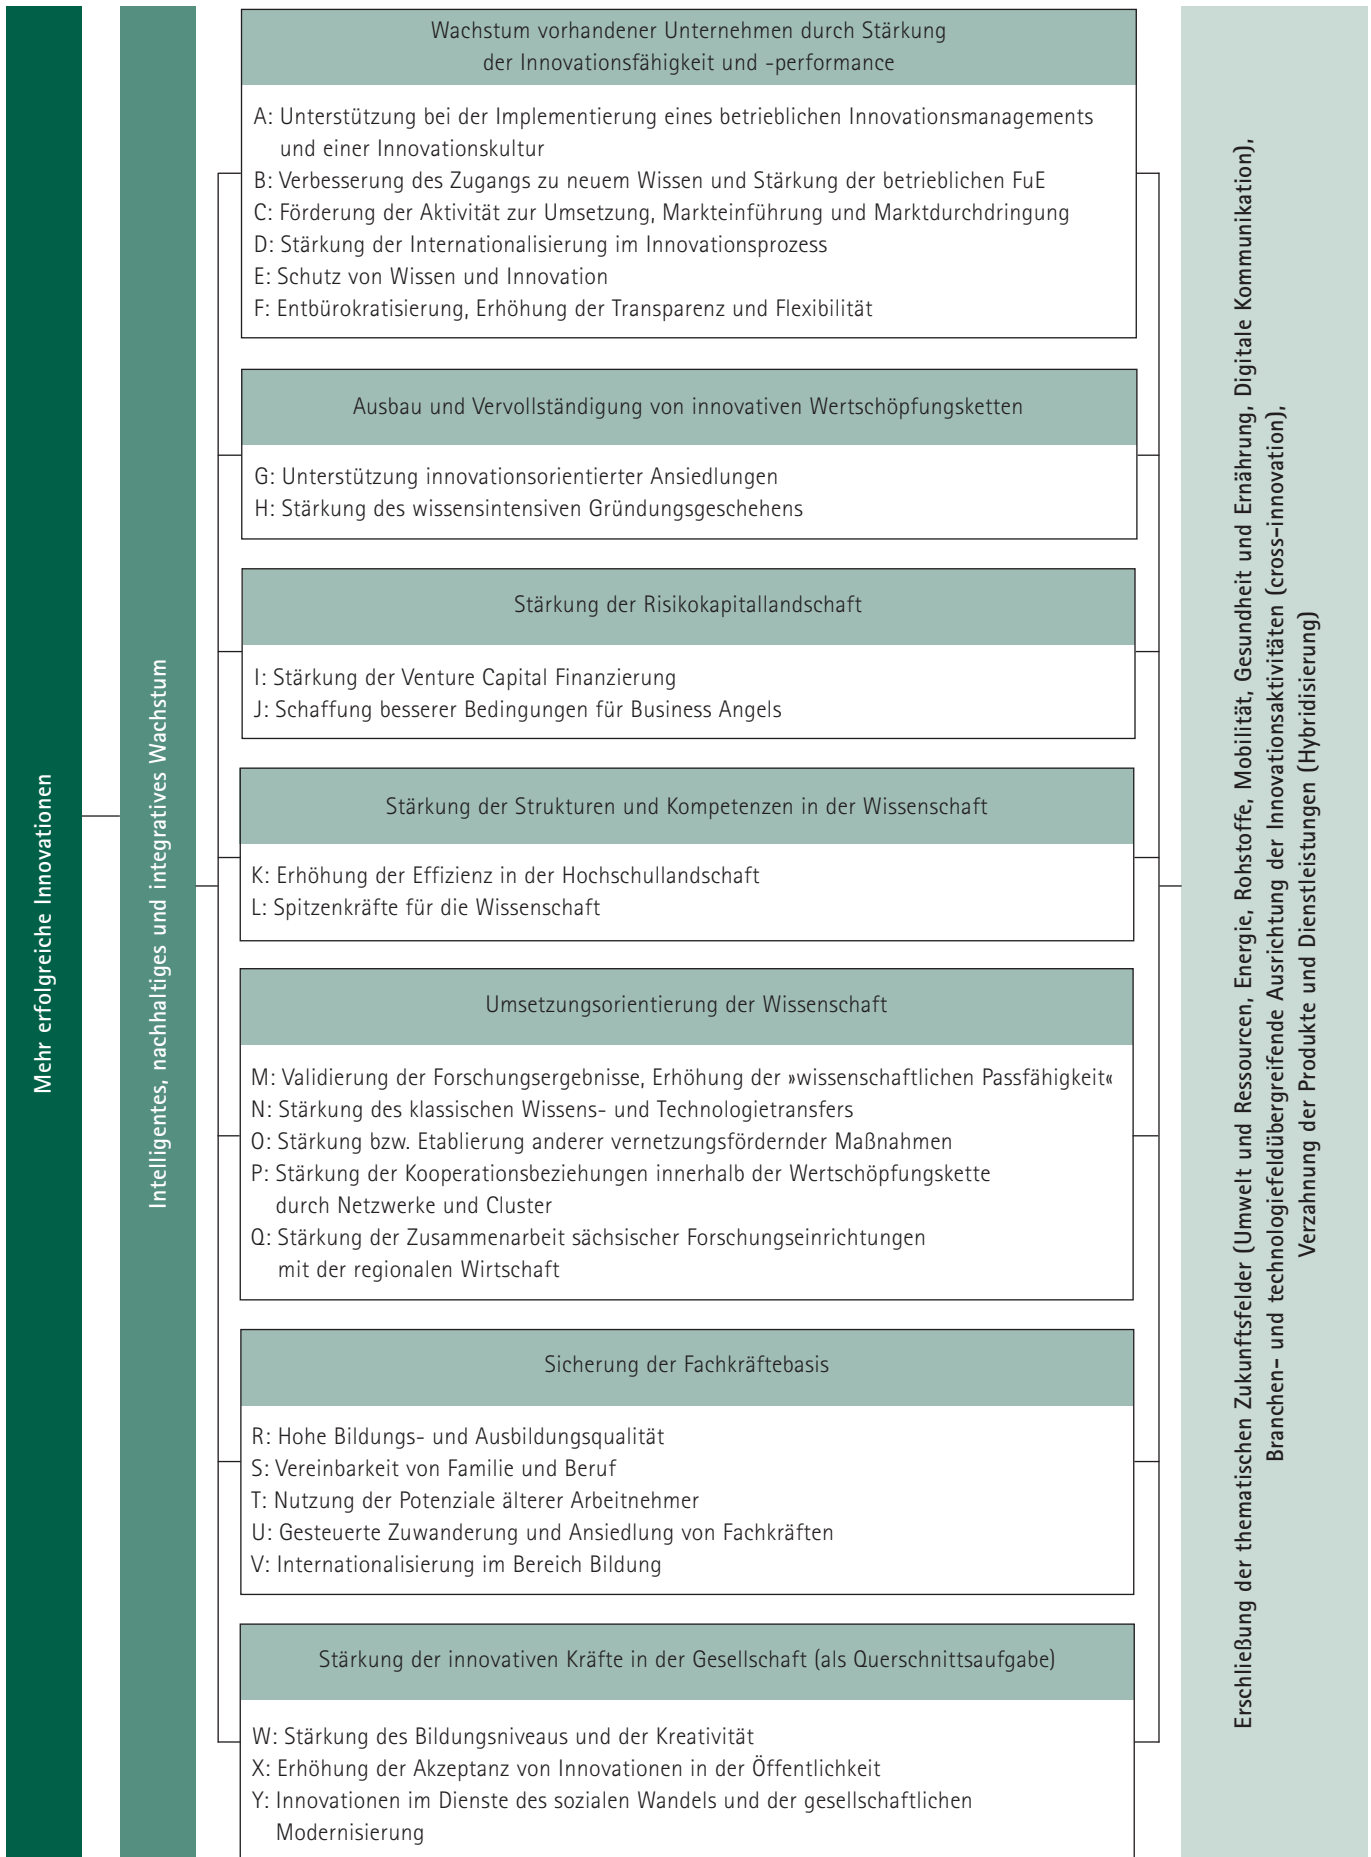 Mehr erfolgreiche Innovationen
Intelligentes, nachhaltiges und integratives Wachstum
Wachstum vorhandener Unternehmen durch Stärkung
der Innovationsfähigkeit und -performance
A: Unterstützung bei der Implementierung eines betrieblichen Innovationsmanagements
und einer Innovationskultur
B: Verbesserung des Zugangs zu neuem Wissen und Stärkung der betrieblichen FuE
C: Förderung der Aktivität zur Umsetzung, Markteinführung und Marktdurchdringung
D: Stärkung der Internationalisierung im Innovationsprozess
E: Schutz von Wissen und Innovation
F: Entbürokratisierung, Erhöhung der Transparenz und Flexibilität
Ausbau und Vervollständigung von innovativen Wertschöpfungsketten
G: Unterstützung innovationsorientierter Ansiedlungen
H: Stärkung des wissensintensiven Gründungsgeschehens
Stärkung der Risikokapitallandschaft
I: Stärkung der Venture Capital Finanzierung
J: Schaffung besserer Bedingungen für Business Angels
Stärkung der Strukturen und Kompetenzen in der Wissenschaft
K: Erhöhung der Effizienz in der Hochschullandschaft
L: Spitzenkräfte für die Wissenschaft
Umsetzungsorientierung der Wissenschaft
M: Validierung der Forschungsergebnisse, Erhöhung der »wissenschaftlichen Passfähigkeit«
N: Stärkung des klassischen Wissens- und Technologietransfers
O: Stärkung bzw. Etablierung anderer vernetzungsfördernder Maßnahmen
P: Stärkung der Kooperationsbeziehungen innerhalb der Wertschöpfungskette
durch Netzwerke und Cluster
Q: Stärkung der Zusammenarbeit sächsischer Forschungseinrichtungen
mit der regionalen Wirtschaft
Sicherung der Fachkräftebasis
R: Hohe Bildungs- und Ausbildungsqualität
S: Vereinbarkeit von Familie und Beruf
T: Nutzung der Potenziale älterer Arbeitnehmer
U: Gesteuerte Zuwanderung und Ansiedlung von Fachkräften
V: Internationalisierung im Bereich Bildung
Stärkung der innovativen Kräfte in der Gesellschaft (als Querschnittsaufgabe)
W: Stärkung des Bildungsniveaus und der Kreativität
X: Erhöhung der Akzeptanz von Innovationen in der Öffentlichkeit
Y: Innovationen im Dienste des sozialen Wandels und der gesellschaftlichen
Modernisierung
Erschließung der thematischen Zukunftsfelder (Umwelt und Ressourcen, Energie, Rohstoffe, Mobilität, Gesundheit und Ernährung, Digitale Kommunikation),
Branchen- und technologiefeldübergreifende Ausrichtung der Innovationsaktivitäten (cross-innovation),
Verzahnung der Produkte und Dienstleistungen (Hybridisierung)